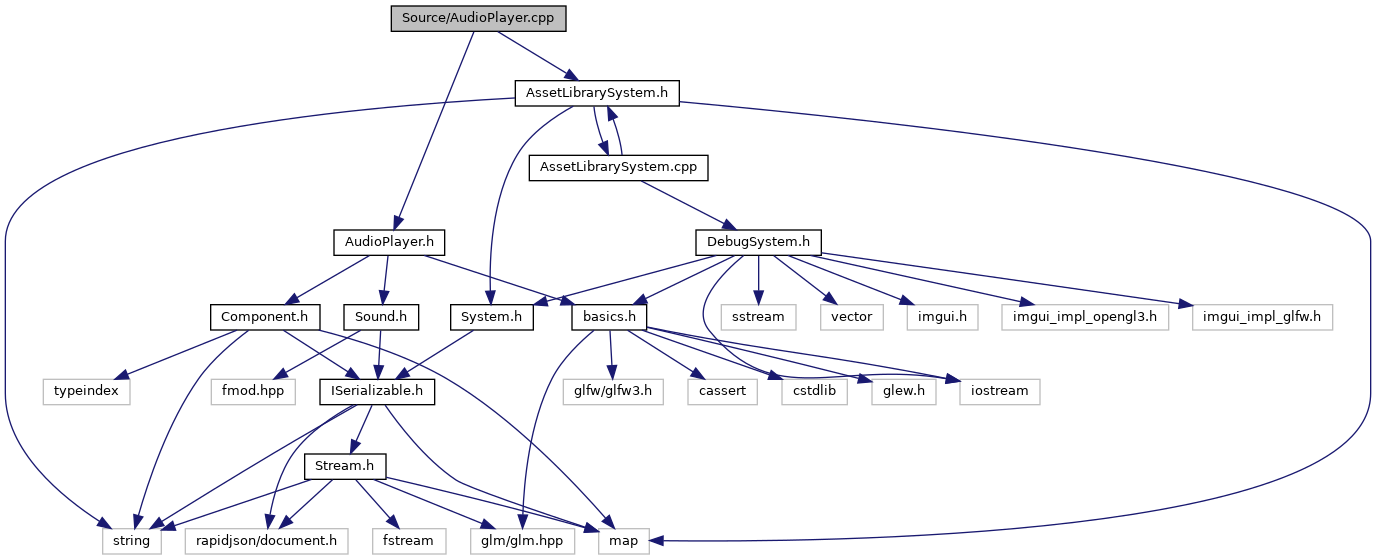 Source/AudioPlayer.cpp
AssetLibrarySystem.h
AssetLibrarySystem.cpp
AudioPlayer.h
DebugSystem.h
Component.h
Sound.h
System.h
basics.h
sstream
vector
imgui.h
imgui_impl_opengl3.h
imgui_impl_glfw.h
typeindex
fmod.hpp
ISerializable.h
glfw/glfw3.h
cassert
cstdlib
glew.h
iostream
Stream.h
string
rapidjson/document.h
fstream
glm/glm.hpp
map